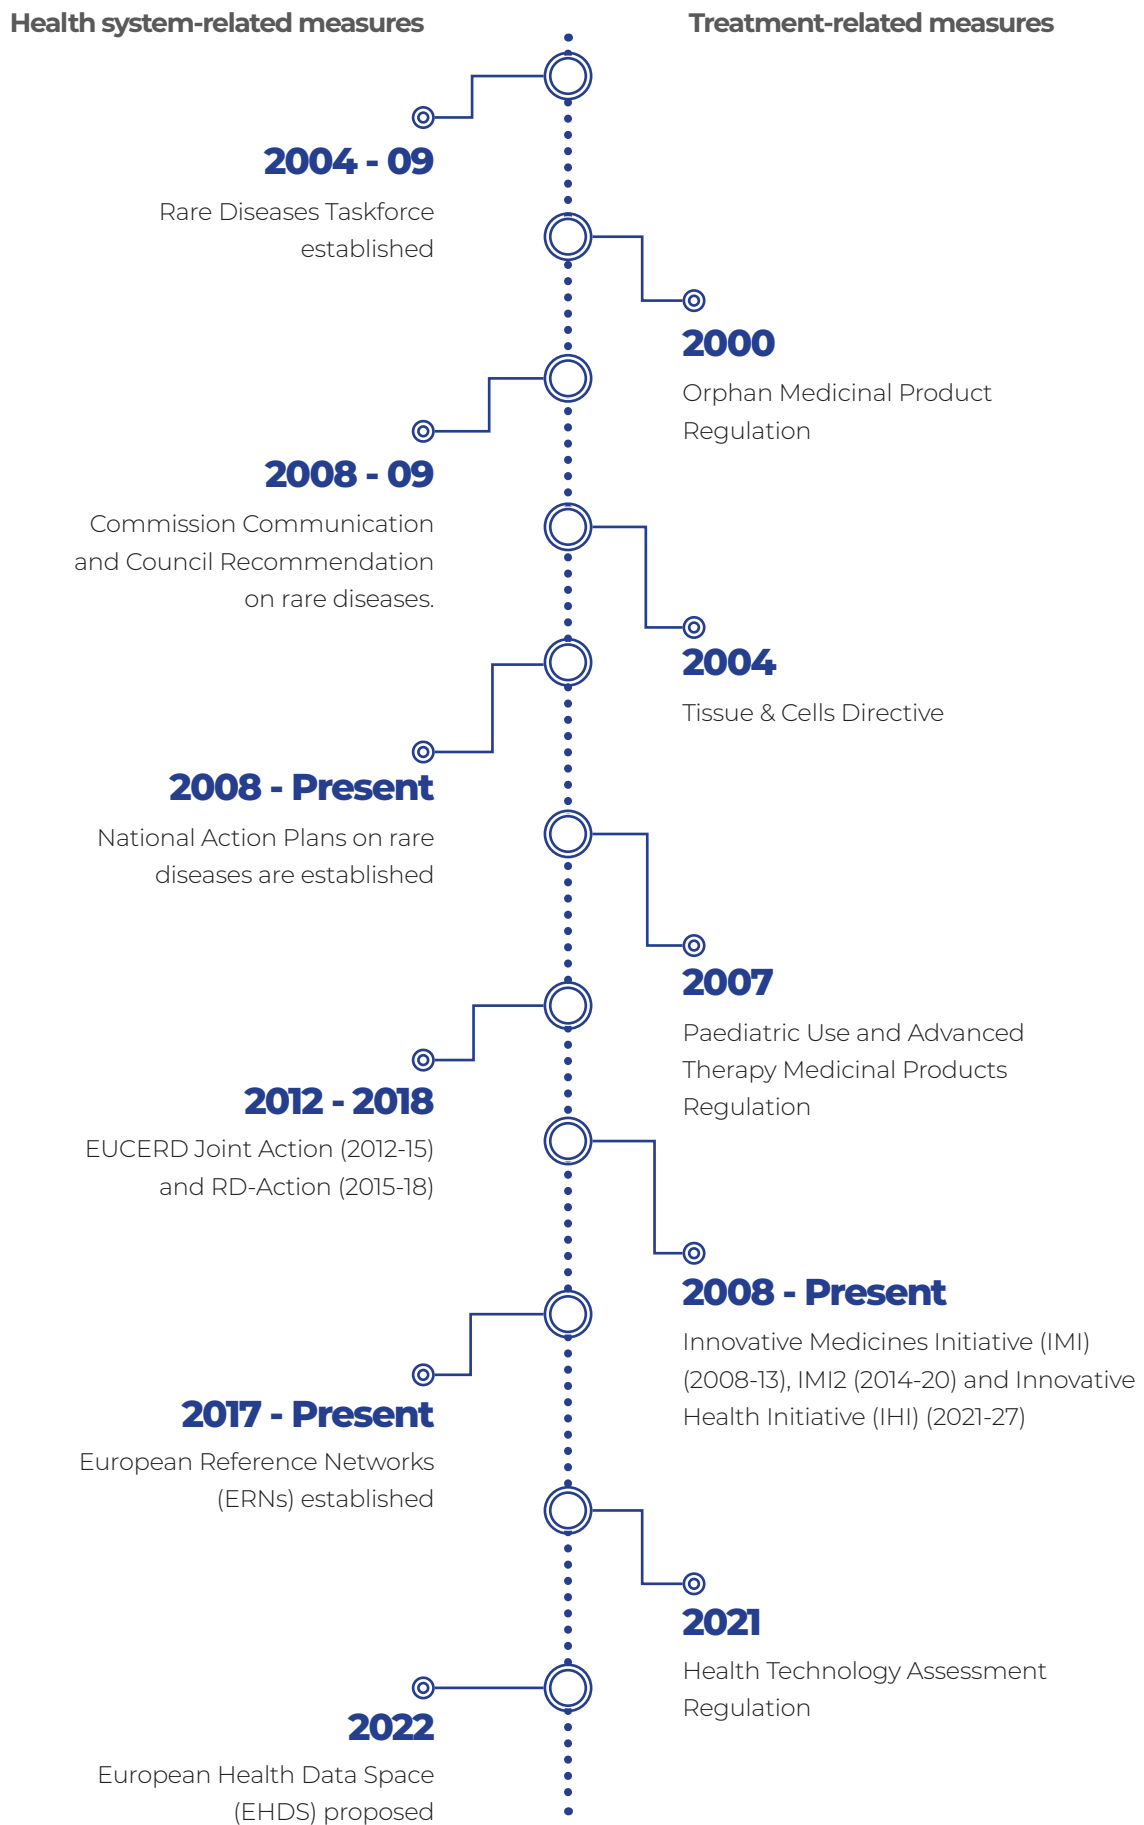 Health system-related measures
Treatment-related measures
2004 - 09
Rare Diseases Taskforce
established
2000
Orphan Medicinal Product
Regulation
2008 - 09
Commission Communication
and Council Recommendation
on rare diseases.
2004
Tissue & Cells Directive
2008 - Present
National Action Plans on rare
diseases are established
2007
Paediatric Use and Advanced
Therapy Medicinal Products
Regulation
2012 - 2018
EUCERD Joint Action (2012-15)
and RD-Action (2015-18)
2008 - Present
Innovative Medicines Initiative (IMI)
(2008-13), IMI2 (2014-20) and Innovative
Health Initiative (IHI) (2021-27)
2017 - Present
European Reference Networks
(ERNs) established
2021
Health Technology Assessment
Regulation
2022
European Health Data Space
(EHDS) proposed